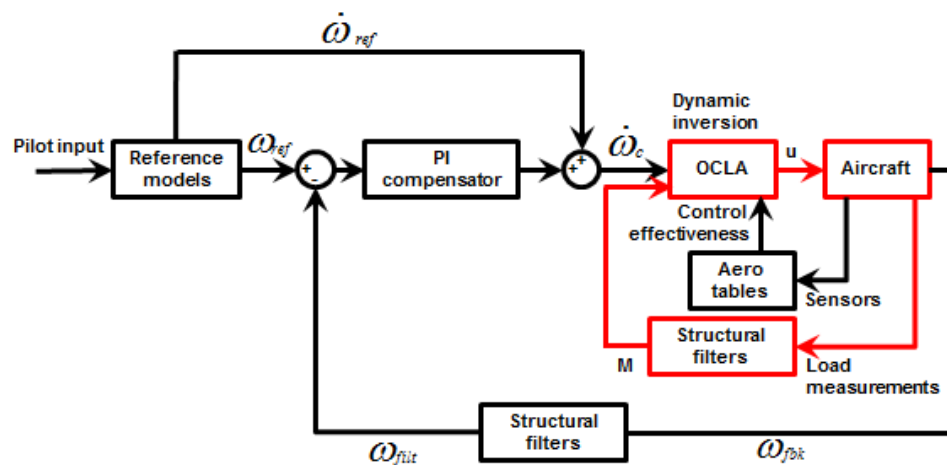 ω̇ ref
Dynamic
inversion
Pilot input
Reference
models
ωref
+
-
PI
compensator
+
+
ω̇c
OCLA
u
Aircraft
Control
effectiveness
Aero
tables
Sensors
Structural
filters
M
Load
measurements
Structural
filters
ωfilt
ωfbk